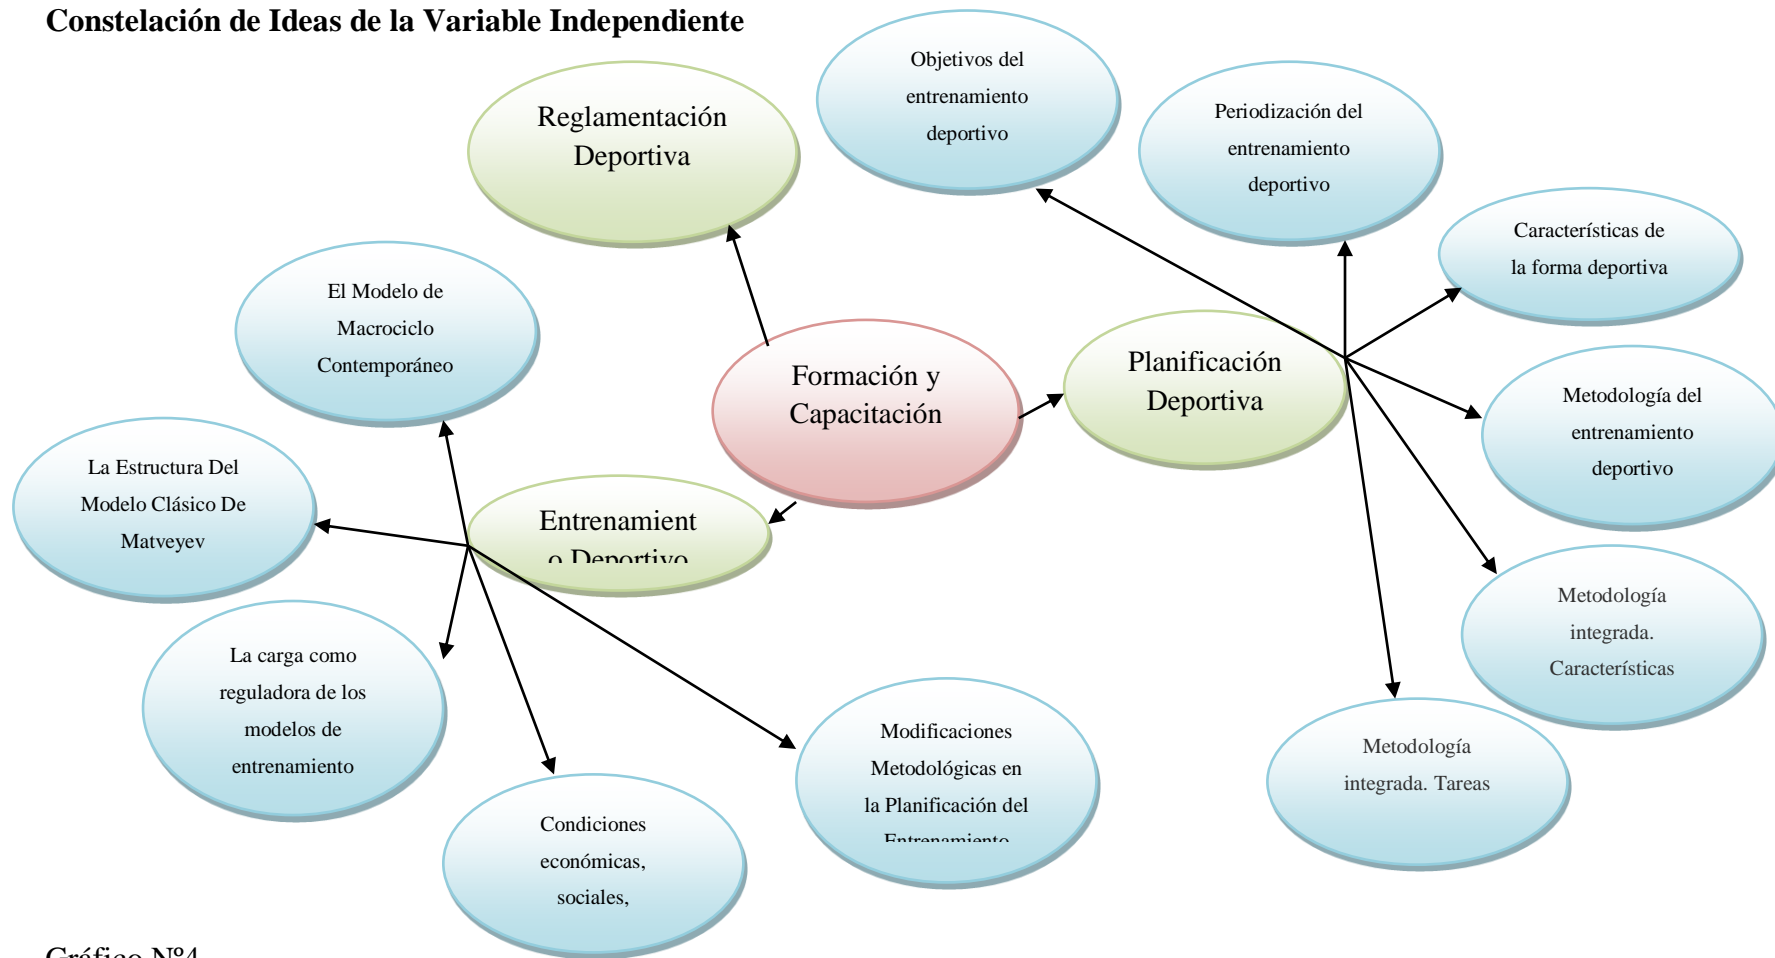 Constelación de Ideas de la Variable Independiente
Reglamentación
Deportiva
Objetivos del
entrenamiento
deportivo
Periodización del
entrenamiento
deportivo
Características de
la forma deportiva
El Modelo de
Macrociclo
Contemporáneo
Formación y
Capacitación
Planificación
Deportiva
Metodología del
entrenamiento
deportivo
La Estructura Del
Modelo Clásico De
Matveyev
Entrenamient
o Deportivo
Metodología
integrada.
Características
La carga como
reguladora de los
modelos de
entrenamiento
Modificaciones
Metodológicas en
la Planificación del
Entrenamiento
Metodología
integrada. Tareas
Condiciones
económicas,
sociales,
Gráfico Nº4